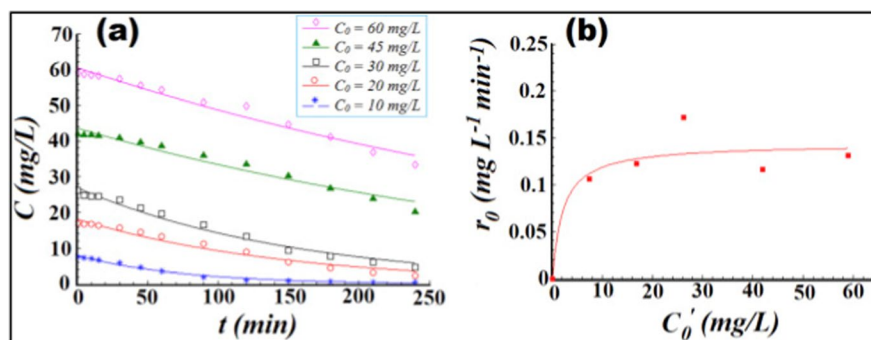 (a)
C₀ = 60 mg/L
C₀ = 45 mg/L
C₀ = 30 mg/L
C₀ = 20 mg/L
C₀ = 10 mg/L
70
60
50
40
30
20
10
0
C (mg/L)
0 50 100 150 200 250
t (min)
(b)
0.25
0.2
0.15
0.1
0.05
0
r₀ (mg L⁻¹ min⁻¹)
0 10 20 30 40 50 60
C₀' (mg/L)